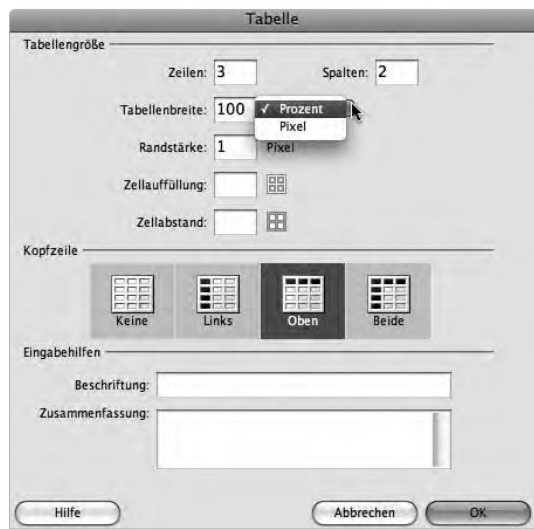 Tabelle
Tabellengröße
Zeilen: 3 Spalten: 2
Tabellenbreite: 100 ✓ Prozent
Pixel
Randstärke: 1 Pixel
Zellauffüllung:
Zellabstand:
Kopfzeile
Keine Links Oben Beide
Eingabehilfen
Beschriftung:
Zusammenfassung:
Hilfe Abbrechen OK